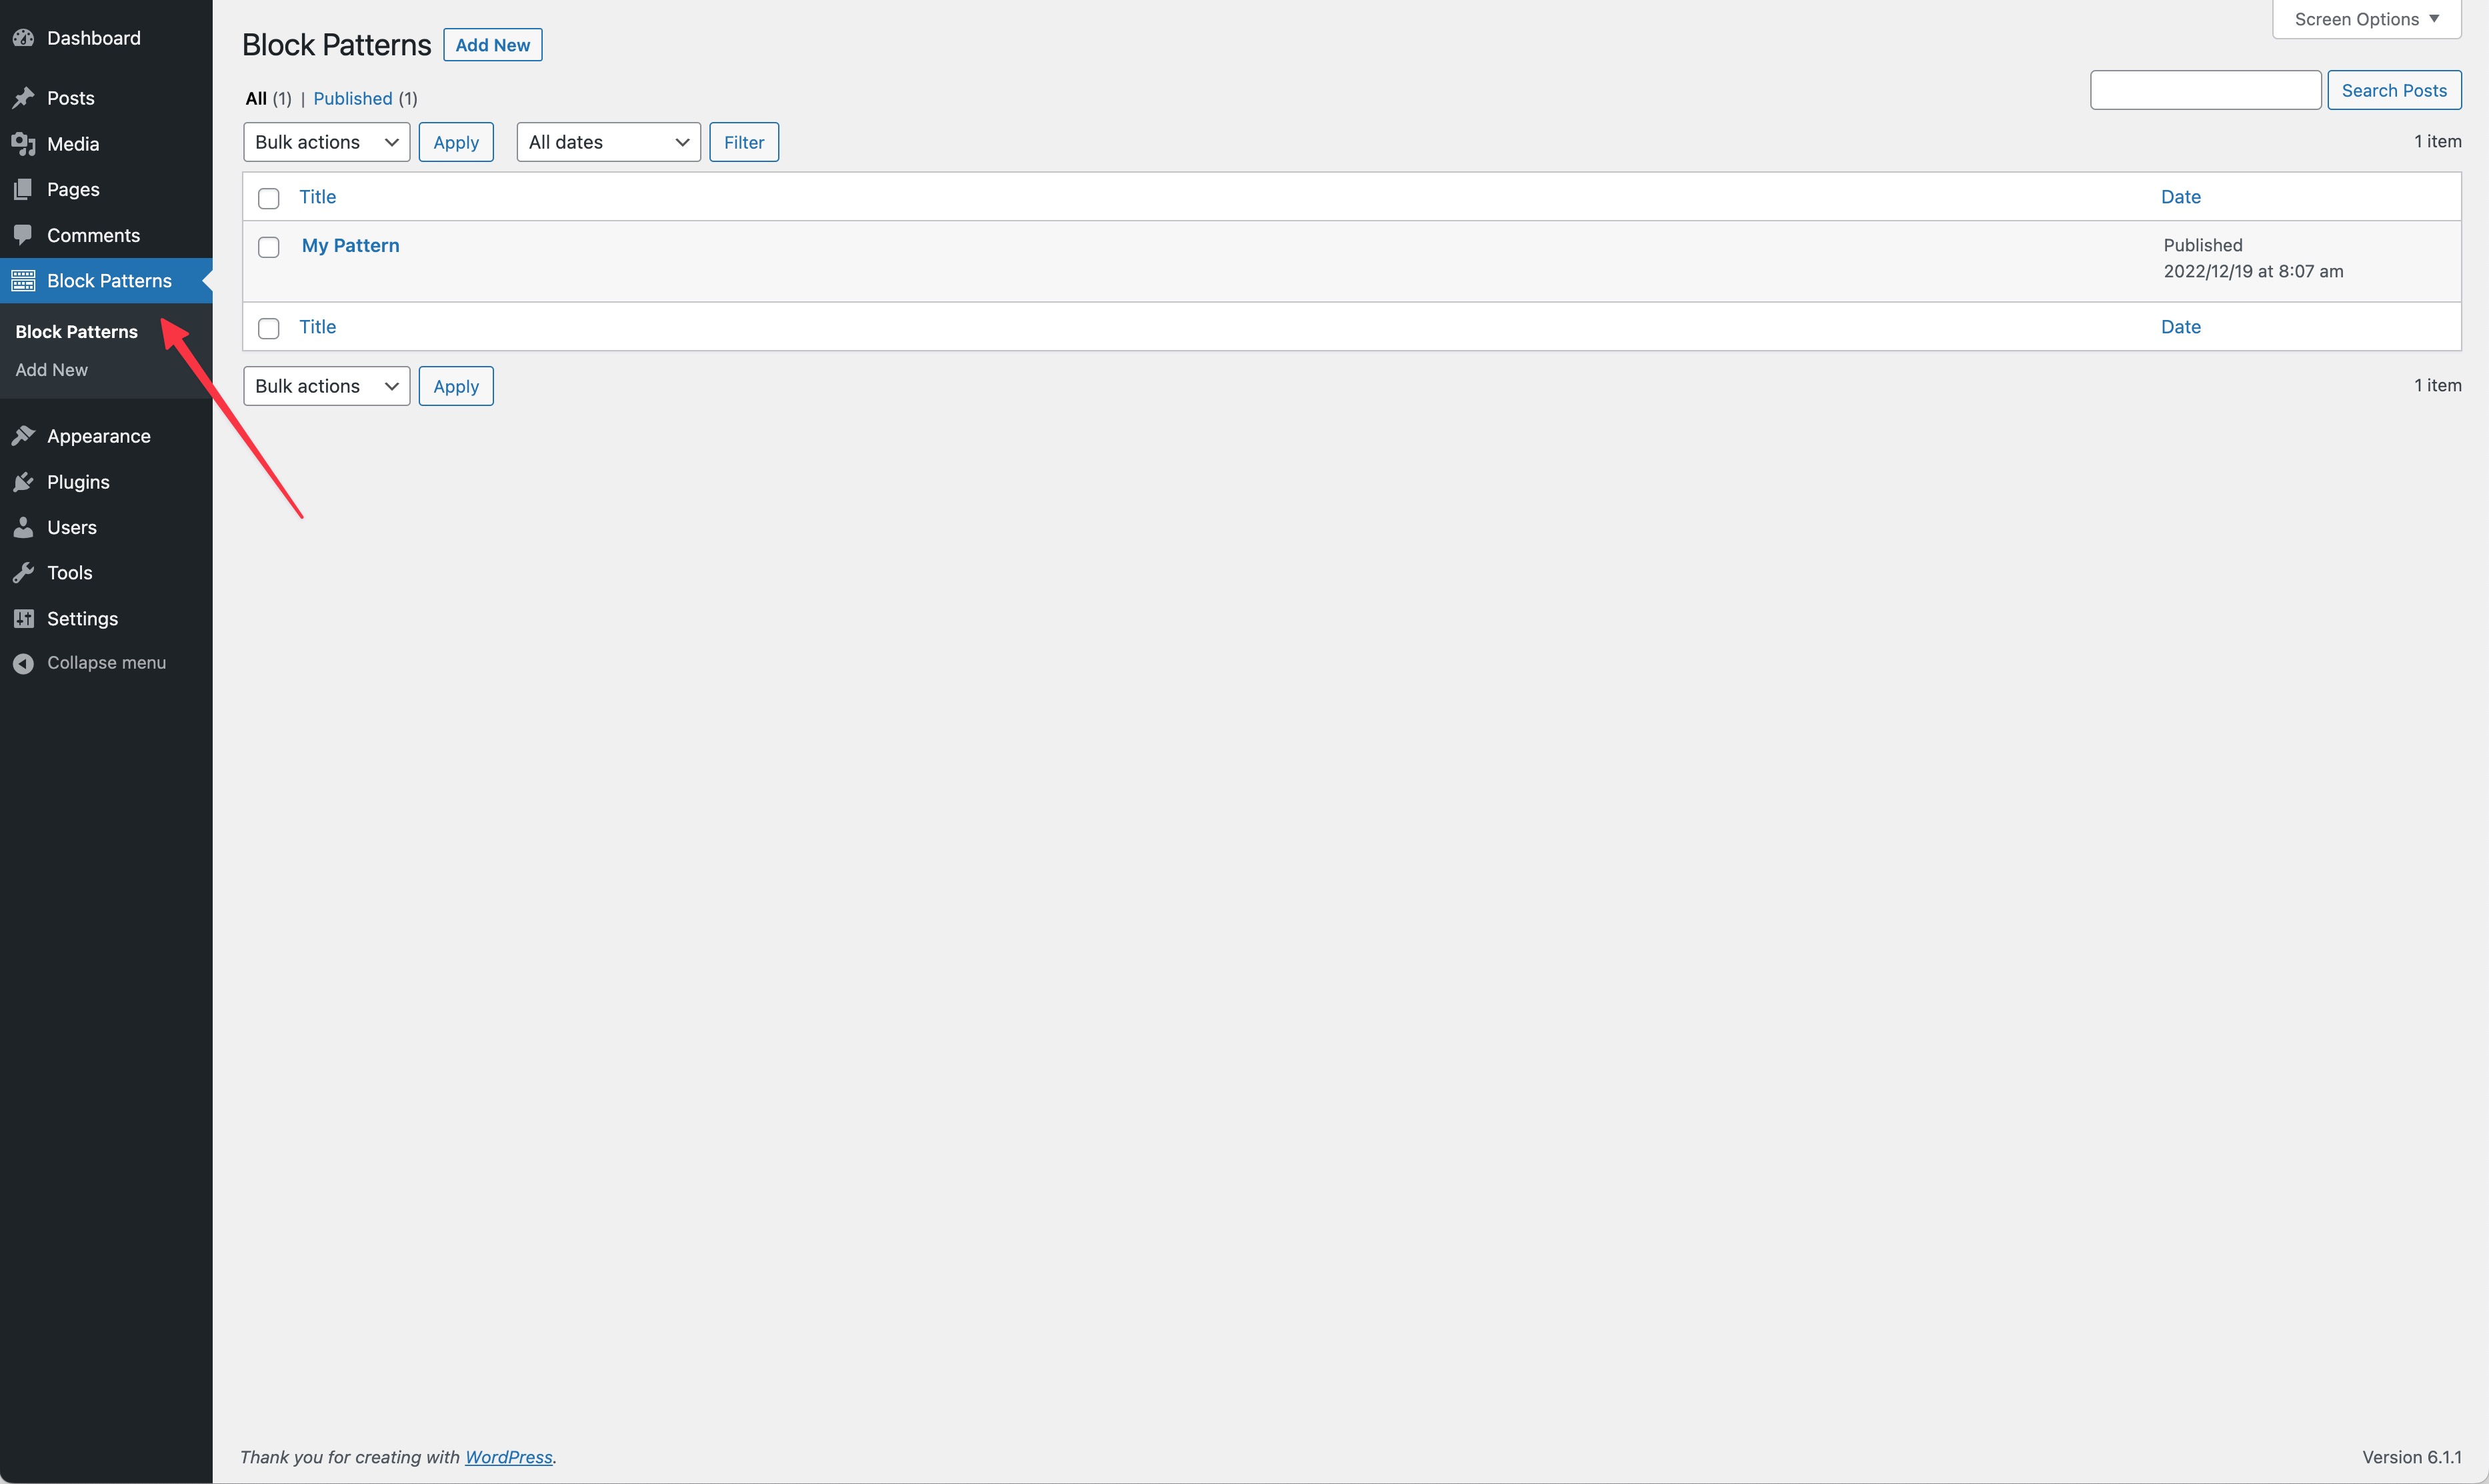 Dashboard
Posts
Media
Pages
Comments
Block Patterns
Block Patterns
Add New
Appearance
Plugins
Users
Tools
Settings
Collapse menu
Screen Options
Block Patterns Add New
All (1) | Published (1)
Search Posts
Bulk actions Apply All dates Filter 1 item
Title Date
My Pattern Published
2022/12/19 at 8:07 am
Title Date
Bulk actions Apply 1 item
Thank you for creating with WordPress. Version 6.1.1